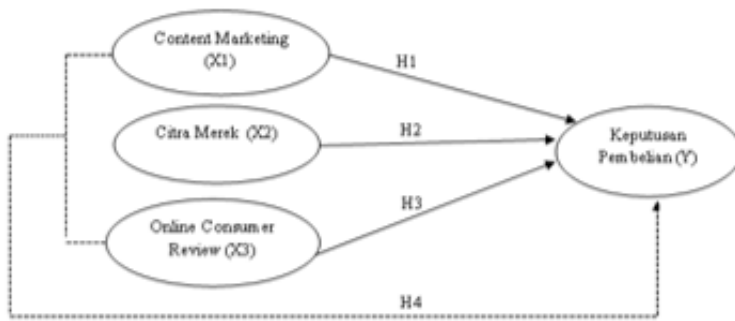 Content Marketing
(X1)
H1
Citra Merek (X2)
H2
Keputusan
Pembelian (Y)
Online Consumer
Review (X3)
H3
H4